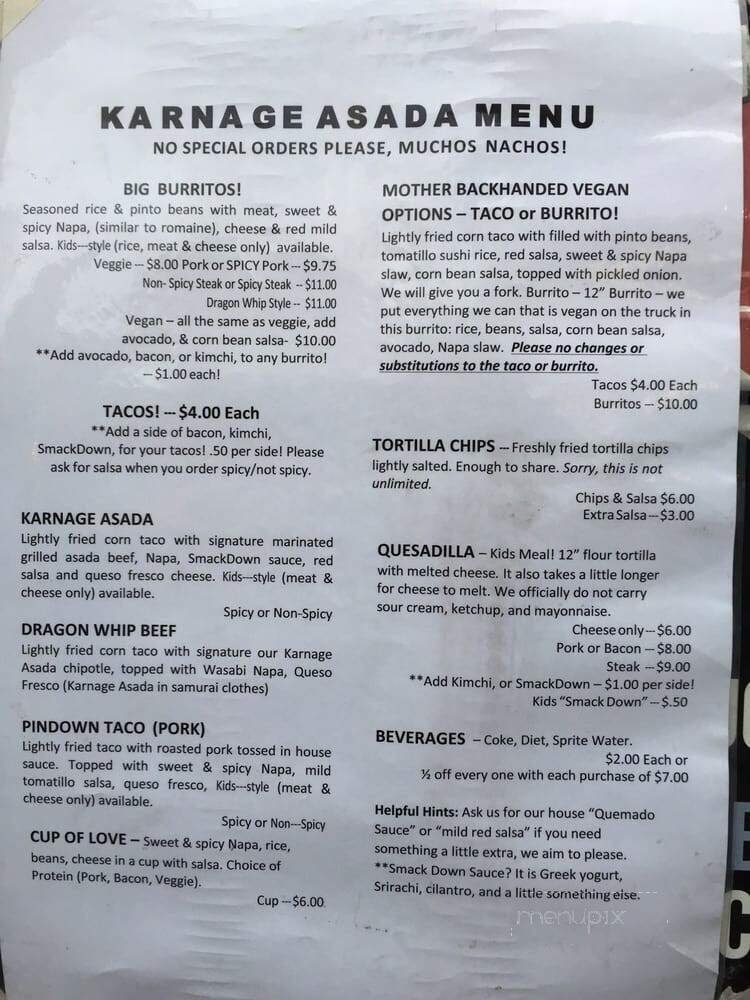 KARNAGE ASADA MENU
NO SPECIAL ORDERS PLEASE, MUCHOS NACHOS!
BIG BURRITOS!
Seasoned rice & pinto beans with meat, sweet &
spicy Napa, (similar to romaine), cheese & red mild
salsa. Kids---style (rice, meat & cheese only) available.
Veggie -- $8.00 Pork or SPICY Pork -- $9.75
Non- Spicy Steak or Spicy Steak -- $11.00
Dragon Whip Style -- $11.00
Vegan – all the same as veggie, add
avocado, & corn bean salsa- $10.00
**Add avocado, bacon, or kimchi, to any burrito!
-- $1.00 each!
TACOS! --- $4.00 Each
**Add a side of bacon, kimchi,
SmackDown, for your tacos! .50 per side! Please
ask for salsa when you order spicy/not spicy.
KARNAGE ASADA
Lightly fried corn taco with signature marinated
grilled asada beef, Napa, SmackDown sauce, red
salsa and queso fresco cheese. Kids---style (meat &
cheese only) available.
Spicy or Non-Spicy
DRAGON WHIP BEEF
Lightly fried corn taco with signature our Karnage
Asada chipotle, topped with Wasabi Napa, Queso
Fresco (Karnage Asada in samurai clothes)
PINDOWN TACO (PORK)
Lightly fried taco with roasted pork tossed in house
sauce. Topped with sweet & spicy Napa, mild
tomatillo salsa, queso fresco, Kids---style (meat &
cheese only) available.
Spicy or Non---Spicy
CUP OF LOVE – Sweet & spicy Napa, rice,
beans, cheese in a cup with salsa. Choice of
Protein (Pork, Bacon, Veggie).
Cup ---$6.00
MOTHER BACKHANDED VEGAN
OPTIONS – TACO or BURRITO!
Lightly fried corn taco with filled with pinto beans,
tomatillo sushi rice, red salsa, sweet & spicy Napa
slaw, corn bean salsa, topped with pickled onion.
We will give you a fork. Burrito – 12" Burrito – we
put everything we can that is vegan on the truck in
this burrito: rice, beans, salsa, corn bean salsa,
avocado, Napa slaw. Please no changes or
substitutions to the taco or burrito.
Tacos $4.00 Each
Burritos -- $10.00
TORTILLA CHIPS -- Freshly fried tortilla chips
lightly salted. Enough to share. Sorry, this is not
unlimited.
Chips & Salsa $6.00
Extra Salsa---$3.00
QUESADILLA – Kids Meal! 12" flour tortilla
with melted cheese. It also takes a little longer
for cheese to melt. We officially do not carry
sour cream, ketchup, and mayonnaise.
Cheese only---$6.00
Pork or Bacon -- $8.00
Steak -- $9.00
**Add Kimchi, or SmackDown – $1.00 per side!
Kids "Smack Down" -- $.50
BEVERAGES – Coke, Diet, Sprite Water.
$2.00 Each or
½ off every one with each purchase of $7.00
Helpful Hints: Ask us for our house "Quemado
Sauce" or "mild red salsa" if you need
something a little extra, we aim to please.
**Smack Down Sauce? It is Greek yogurt,
Srirachi, cilantro, and a little something else.
menupix